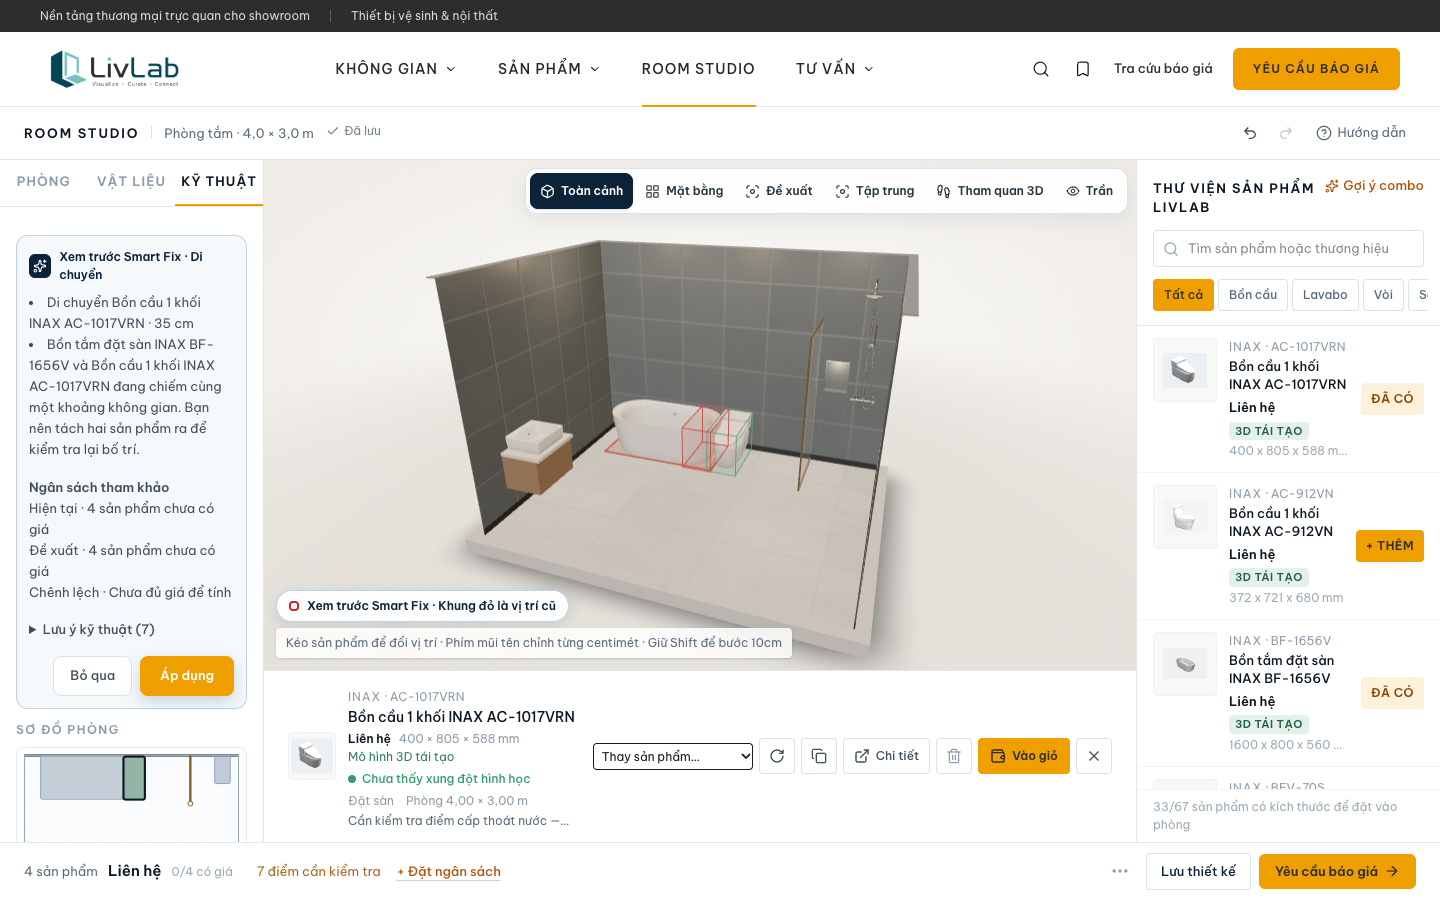 Nền tảng thương mại trực quan cho showroom
Thiết bị vệ sinh & nội thất
LivLab
Visualize · Curate · Connect
KHÔNG GIAN
SẢN PHẨM
ROOM STUDIO
TƯ VẤN
Tra cứu báo giá
YÊU CẦU BÁO GIÁ
ROOM STUDIO
Phòng tắm · 4,0 × 3,0 m
Đã lưu
Hướng dẫn
PHÒNG
VẬT LIỆU
KỸ THUẬT
Xem trước Smart Fix · Di
chuyển
• Di chuyển Bồn cầu 1 khối
INAX AC-1017VRN · 35 cm
• Bồn tắm đặt sàn INAX BF-
1656V và Bồn cầu 1 khối INAX
AC-1017VRN đang chiếm cùng
một khoảng không gian. Bạn
nên tách hai sản phẩm ra để
kiểm tra lại bố trí.
Ngân sách tham khảo
Hiện tại · 4 sản phẩm chưa có
giá
Đề xuất · 4 sản phẩm chưa có
giá
Chênh lệch · Chưa đủ giá để tính
Lưu ý kỹ thuật (7)
Bỏ qua
Áp dụng
SƠ ĐỒ PHÒNG
Toàn cảnh
Mặt bằng
Đề xuất
Tập trung
Tham quan 3D
Trần
Xem trước Smart Fix · Khung đỏ là vị trí cũ
Kéo sản phẩm để đổi vị trí · Phím mũi tên chỉnh từng centimét · Giữ Shift để bước 10cm
INAX · AC-1017VRN
Bồn cầu 1 khối INAX AC-1017VRN
Liên hệ 400 × 805 × 588 mm
Mô hình 3D tái tạo
Chưa thấy xung đột hình học
Đặt sàn Phòng 4,00 × 3,00 m
Cần kiểm tra điểm cấp thoát nước —...
Thay sản phẩm...
Chi tiết
Vào giỏ
THƯ VIỆN SẢN PHẨM
LIVLAB
Gợi ý combo
Tìm sản phẩm hoặc thương hiệu
Tất cả
Bồn cầu
Lavabo
Vòi
INAX · AC-1017VRN
Bồn cầu 1 khối
INAX AC-1017VRN
Liên hệ
3D TÁI TẠO
400 x 805 x 588 m...
ĐÃ CÓ
INAX · AC-912VN
Bồn cầu 1 khối
INAX AC-912VN
Liên hệ
3D TÁI TẠO
372 x 721 x 680 mm
+ THÊM
INAX · BF-1656V
Bồn tắm đặt sàn
INAX BF-1656V
Liên hệ
3D TÁI TẠO
1600 x 800 x 560 ...
ĐÃ CÓ
33/67 sản phẩm có kích thước để đặt vào
phòng
4 sản phẩm Liên hệ 0/4 có giá
7 điểm cần kiểm tra
+ Đặt ngân sách
Lưu thiết kế
Yêu cầu báo giá